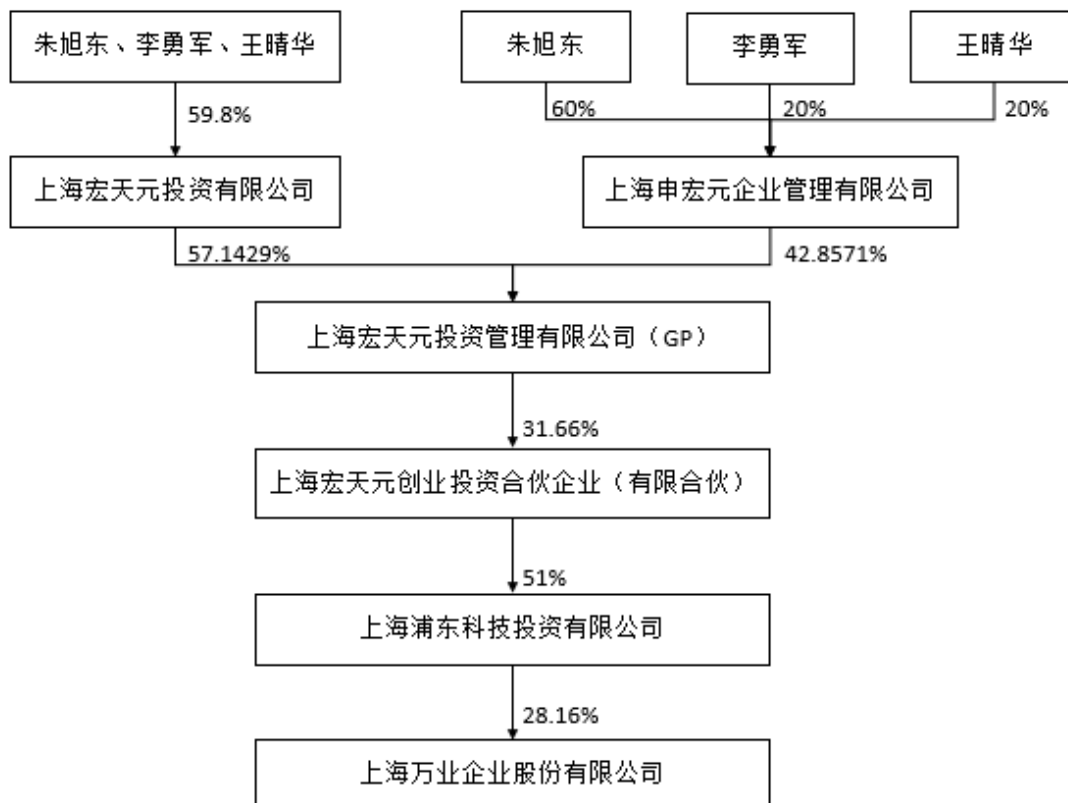 朱旭东、李勇军、王晴华
朱旭东
李勇军
王晴华
59.8%
60%
20%
20%
上海宏天元投资有限公司
上海申宏元企业管理有限公司
57.1429%
42.8571%
上海宏天元投资管理有限公司（GP）
31.66%
上海宏天元创业投资合伙企业（有限合伙）
51%
上海浦东科技投资有限公司
28.16%
上海万业企业股份有限公司